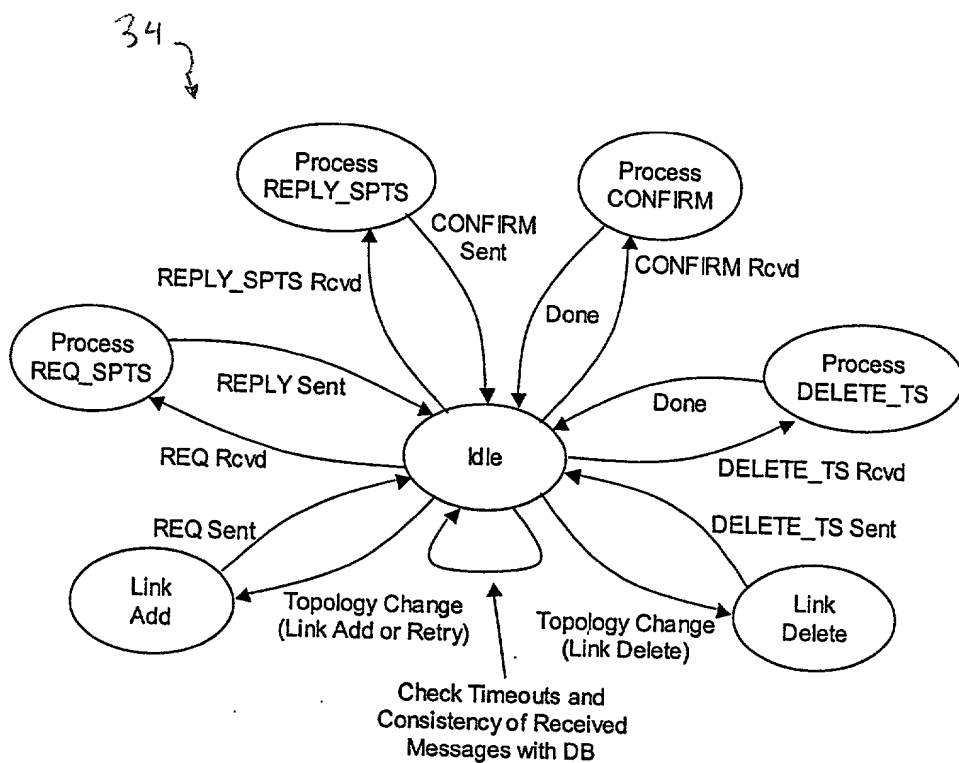 34
Process
REPLY_SPTS
Process
CONFIRM
CONFIRM
Sent
REPLY_SPTS Rcvd
CONFIRM Rcvd
Done
Process
REQ_SPTS
Process
DELETE_TS
REPLY Sent
Done
Idle
REQ Rcvd
DELETE_TS Rcvd
REQ Sent
DELETE_TS Sent
Link
Add
Topology Change
(Link Add or Retry)
Topology Change
(Link Delete)
Link
Delete
Check Timeouts and
Consistency of Received
Messages with DB